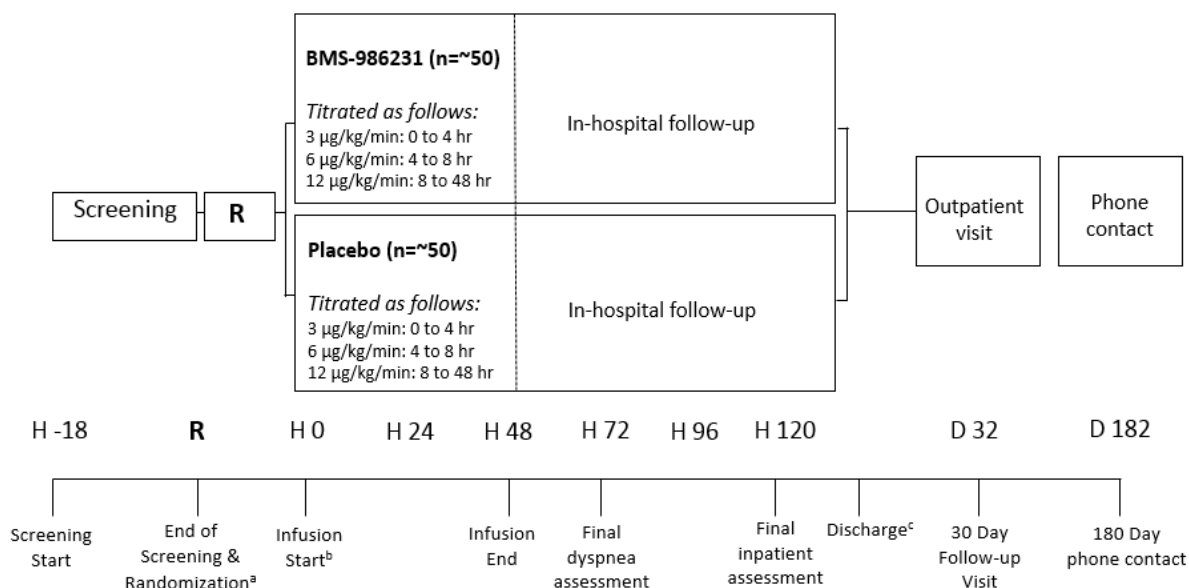 BMS-986231 (n=~50)
Titrated as follows:
3 µg/kg/min: 0 to 4 hr
6 µg/kg/min: 4 to 8 hr
12 µg/kg/min: 8 to 48 hr
In-hospital follow-up
Screening
R
Placebo (n=~50)
Titrated as follows:
3 µg/kg/min: 0 to 4 hr
6 µg/kg/min: 4 to 8 hr
12 µg/kg/min: 8 to 48 hr
In-hospital follow-up
Outpatient
visit
Phone
contact
H -18
R
H 0
H 24
H 48
H 72
H 96
H 120
D 32
D 182
Screening
Start
End of
Screening &
Randomizationᵃ
Infusion
Startᵇ
Infusion
End
Final
dyspnea
assessment
Final
inpatient
assessment
Dischargeᶜ
30 Day
Follow-up
Visit
180 Day
phone contact